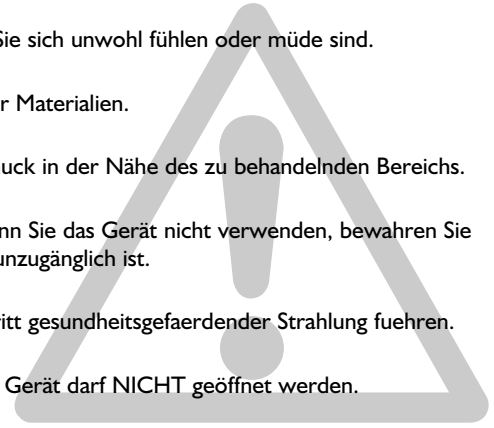 Sie sich unwohl fühlen oder müde sind.
r Materialien.
uck in der Nähe des zu behandelnden Bereichs.
nn Sie das Gerät nicht verwenden, bewahren Sie
unzugänglich ist.
itt gesundheitsgefaerdender Strahlung fuehren.
Gerät darf NICHT geöffnet werden.